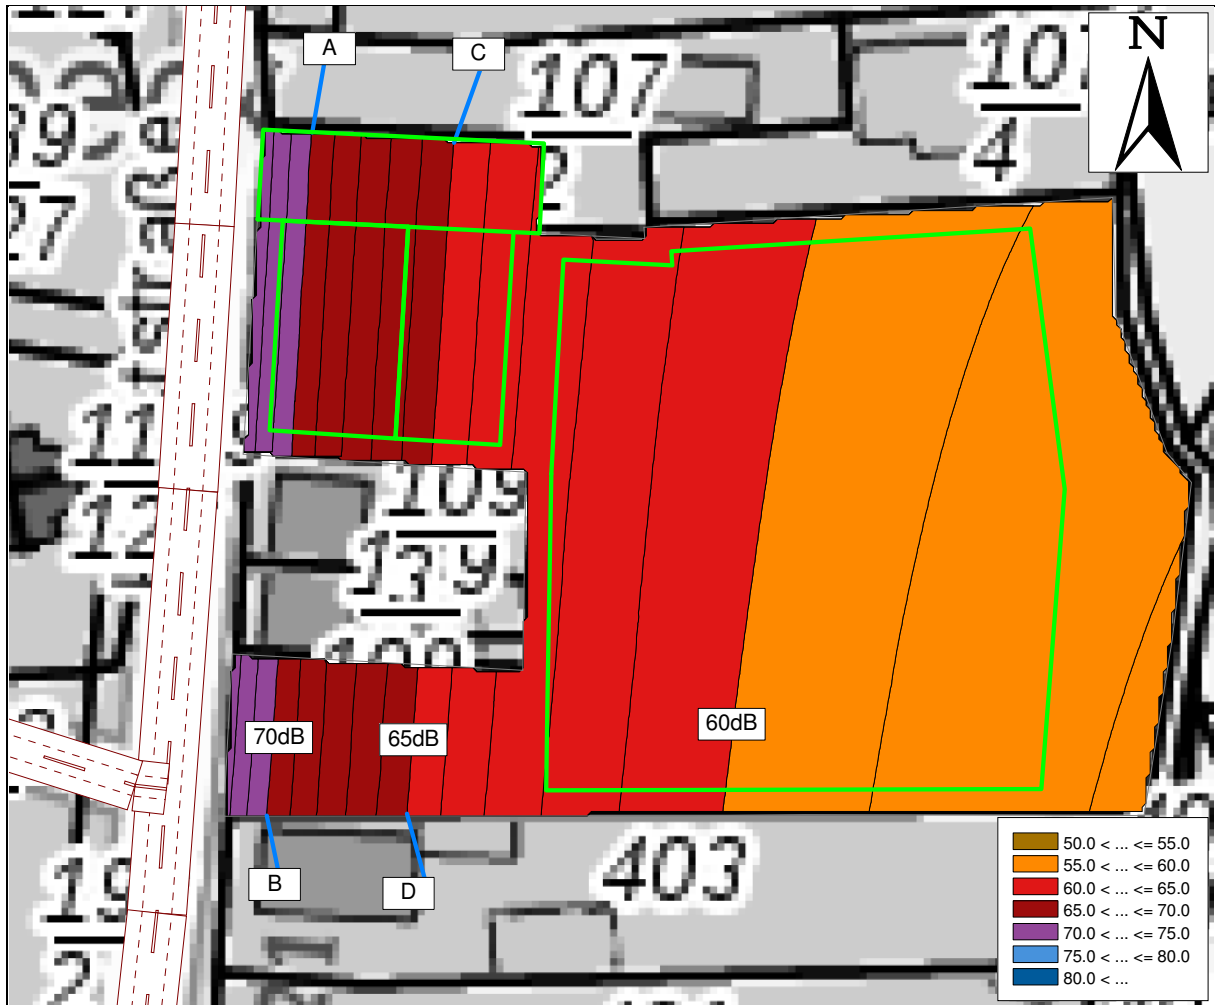 A
C
N
107
2
4
109
139
70dB
65dB
60dB
B
D
403
50.0 < ... <= 55.0
55.0 < ... <= 60.0
60.0 < ... <= 65.0
65.0 < ... <= 70.0
70.0 < ... <= 75.0
75.0 < ... <= 80.0
80.0 < ...